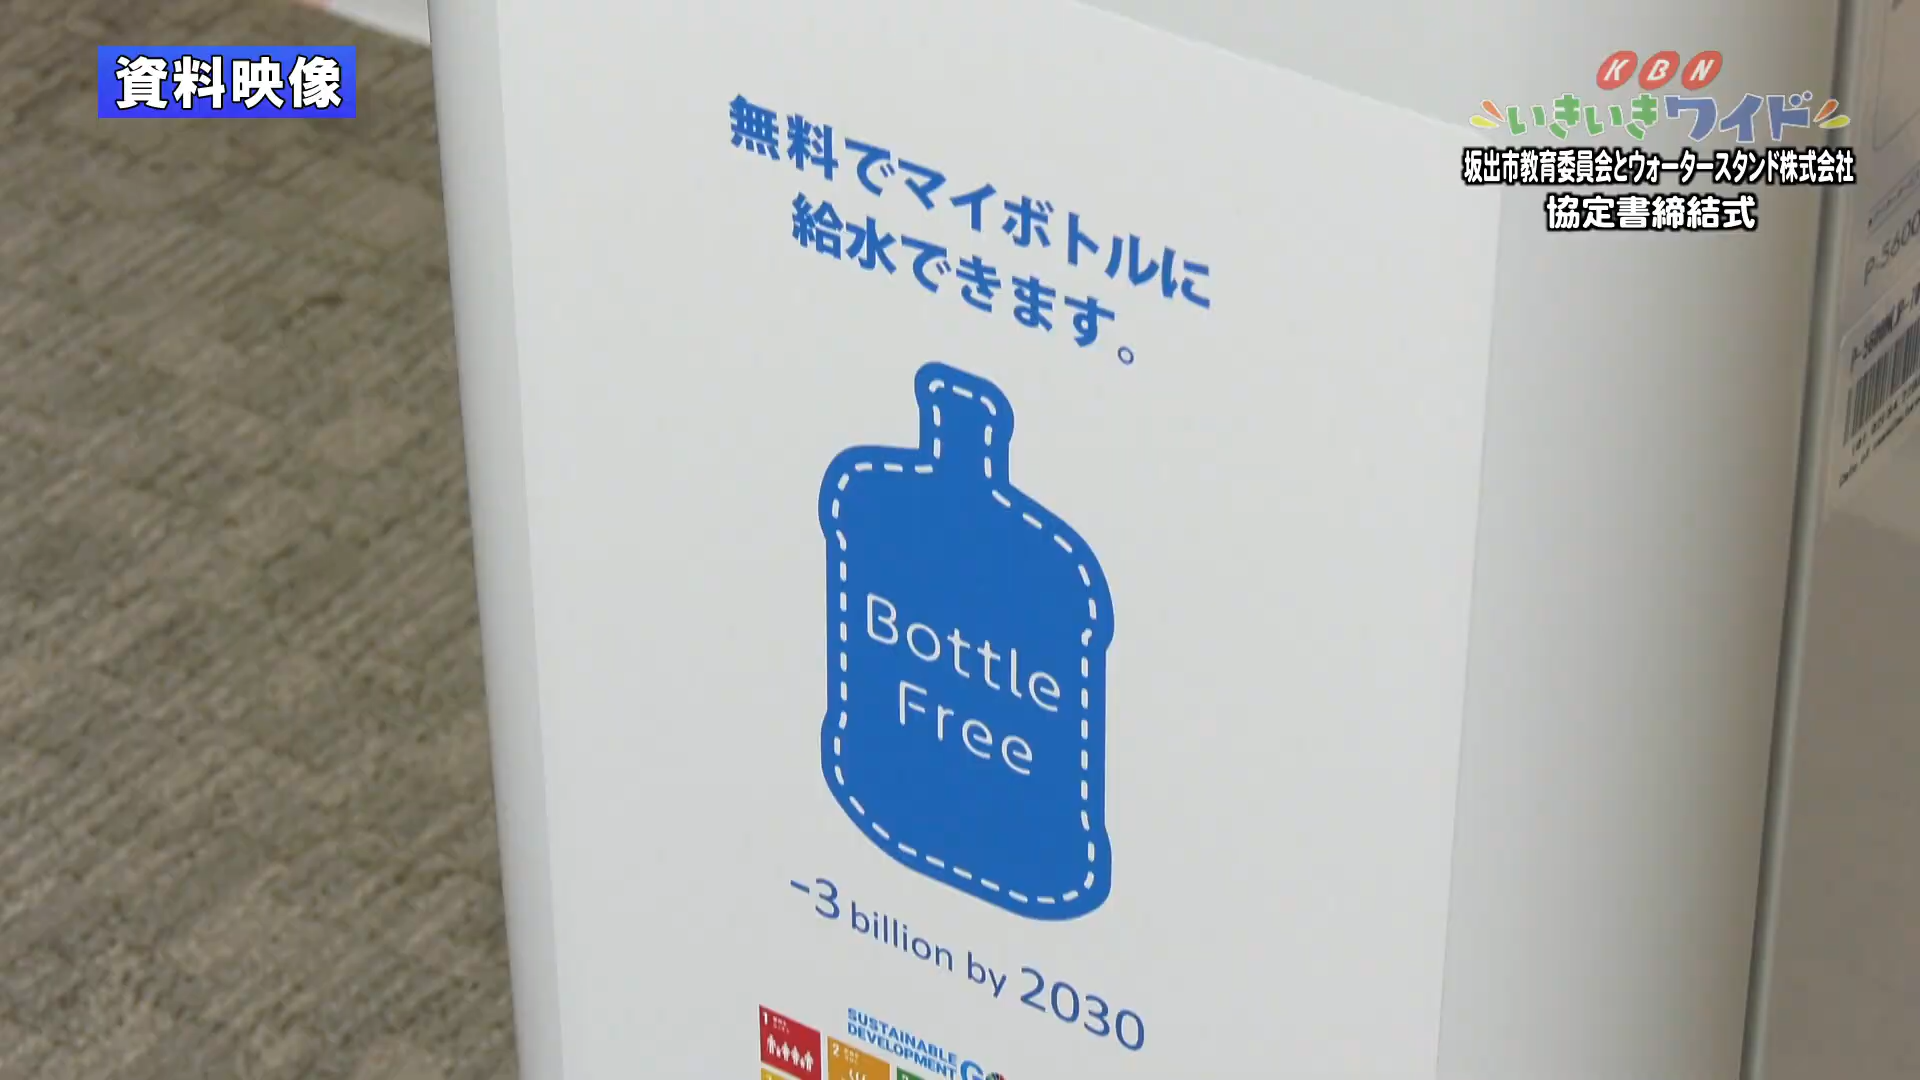 資料映像
KBN
いきいきワイド
坂出市教育委員会とウォータースタンド株式会社
協定書締結式
無料でマイボトルに
給水できます。
Bottle
Free
-3 billion by 2030
SUSTAINABLE
DEVELOPMENT
1
2